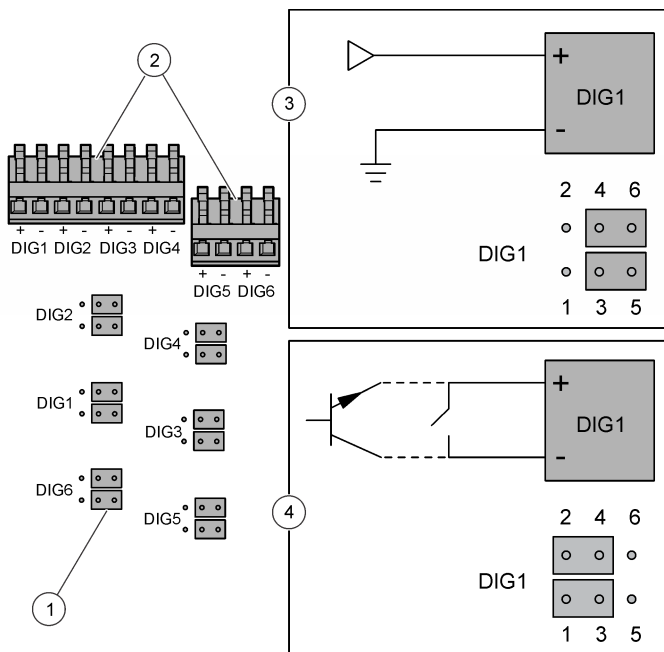 2
+ - + - + - + -
DIG1 DIG2 DIG3 DIG4
+ - + -
DIG5 DIG6
DIG2
DIG4
DIG1
DIG3
DIG6
DIG5
1
3
+
DIG1
-
2 4 6
DIG1
1 3 5
4
+
DIG1
-
2 4 6
DIG1
1 3 5